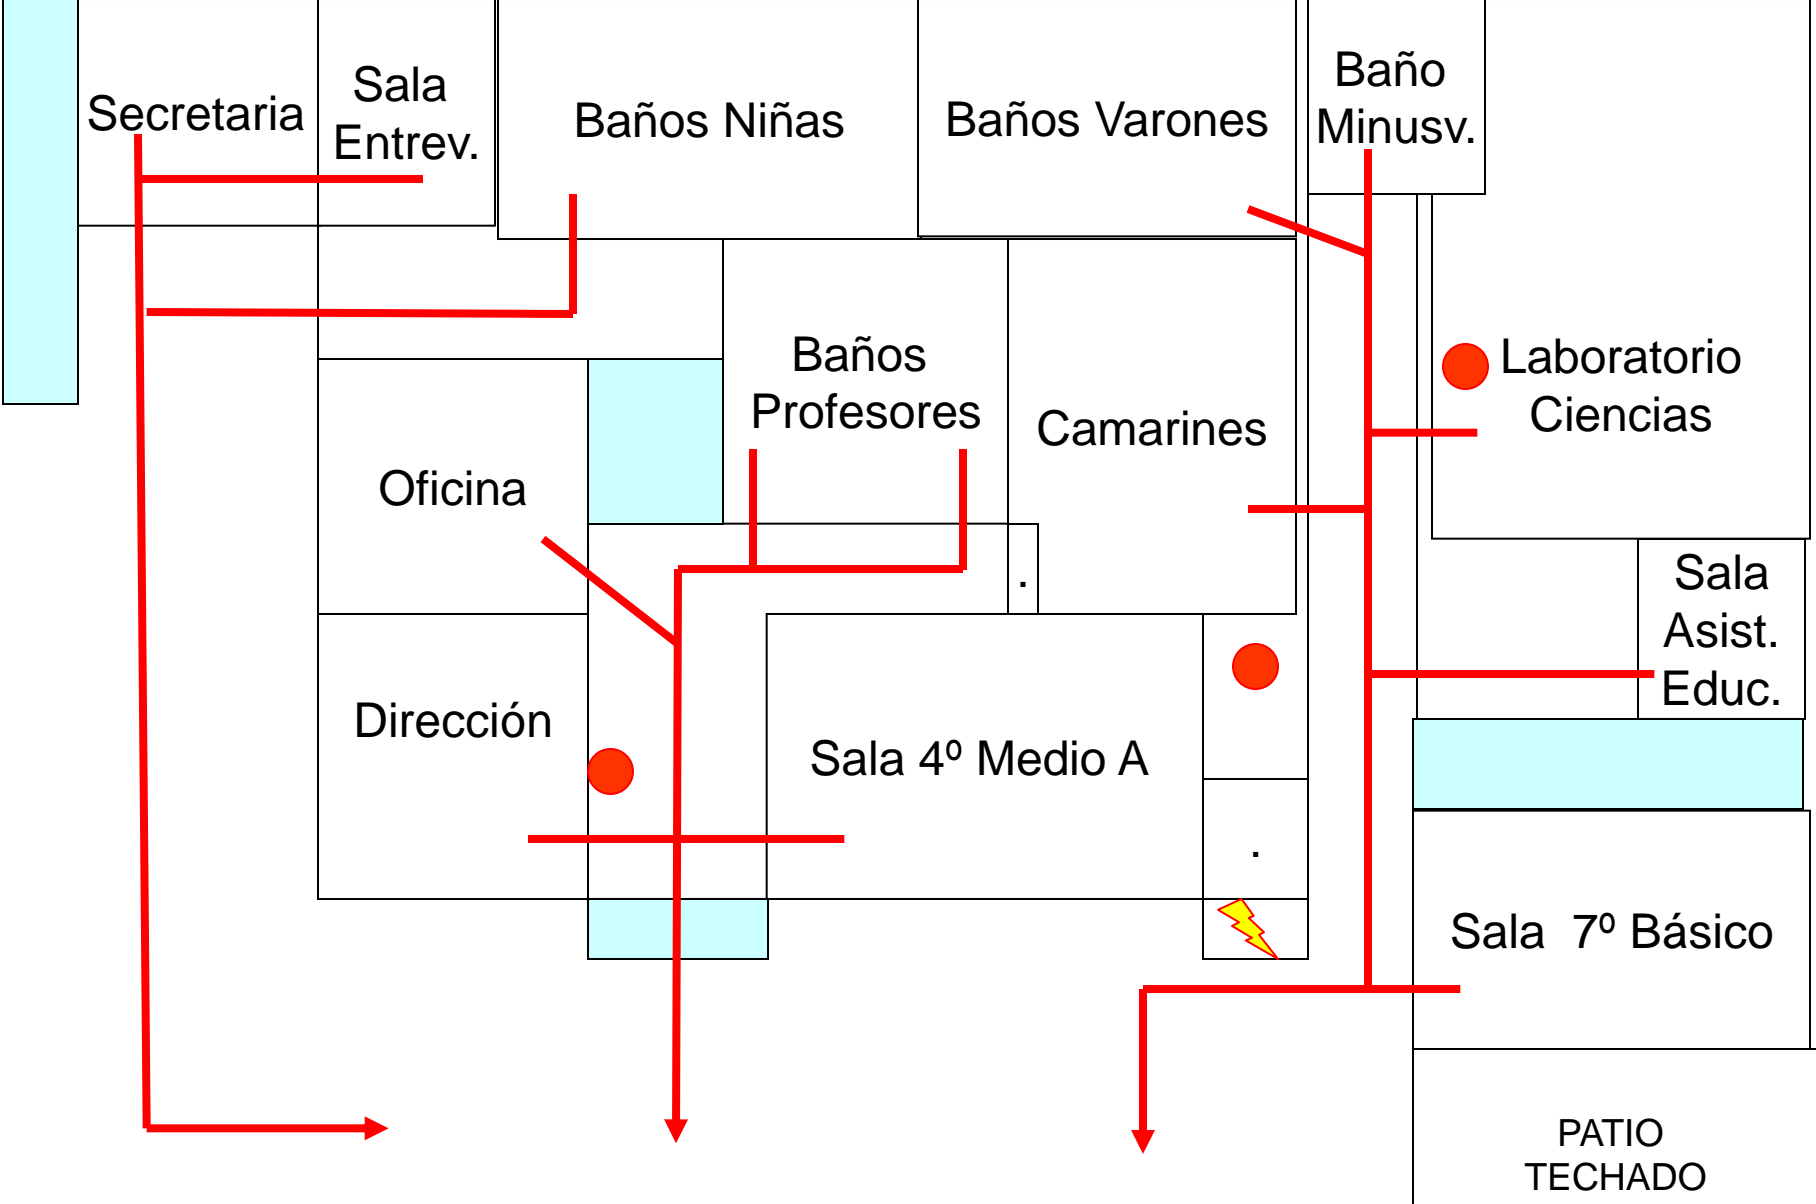 Secretaria
Sala
Entrev.
Baños Niñas
Baños Varones
Baño
Minusv.
Baños
Profesores
Camarines
Laboratorio
Ciencias
Oficina
.
Sala
Asist.
Educ.
Dirección
Sala 4º Medio A
.
Sala  7º Básico
PATIO
TECHADO